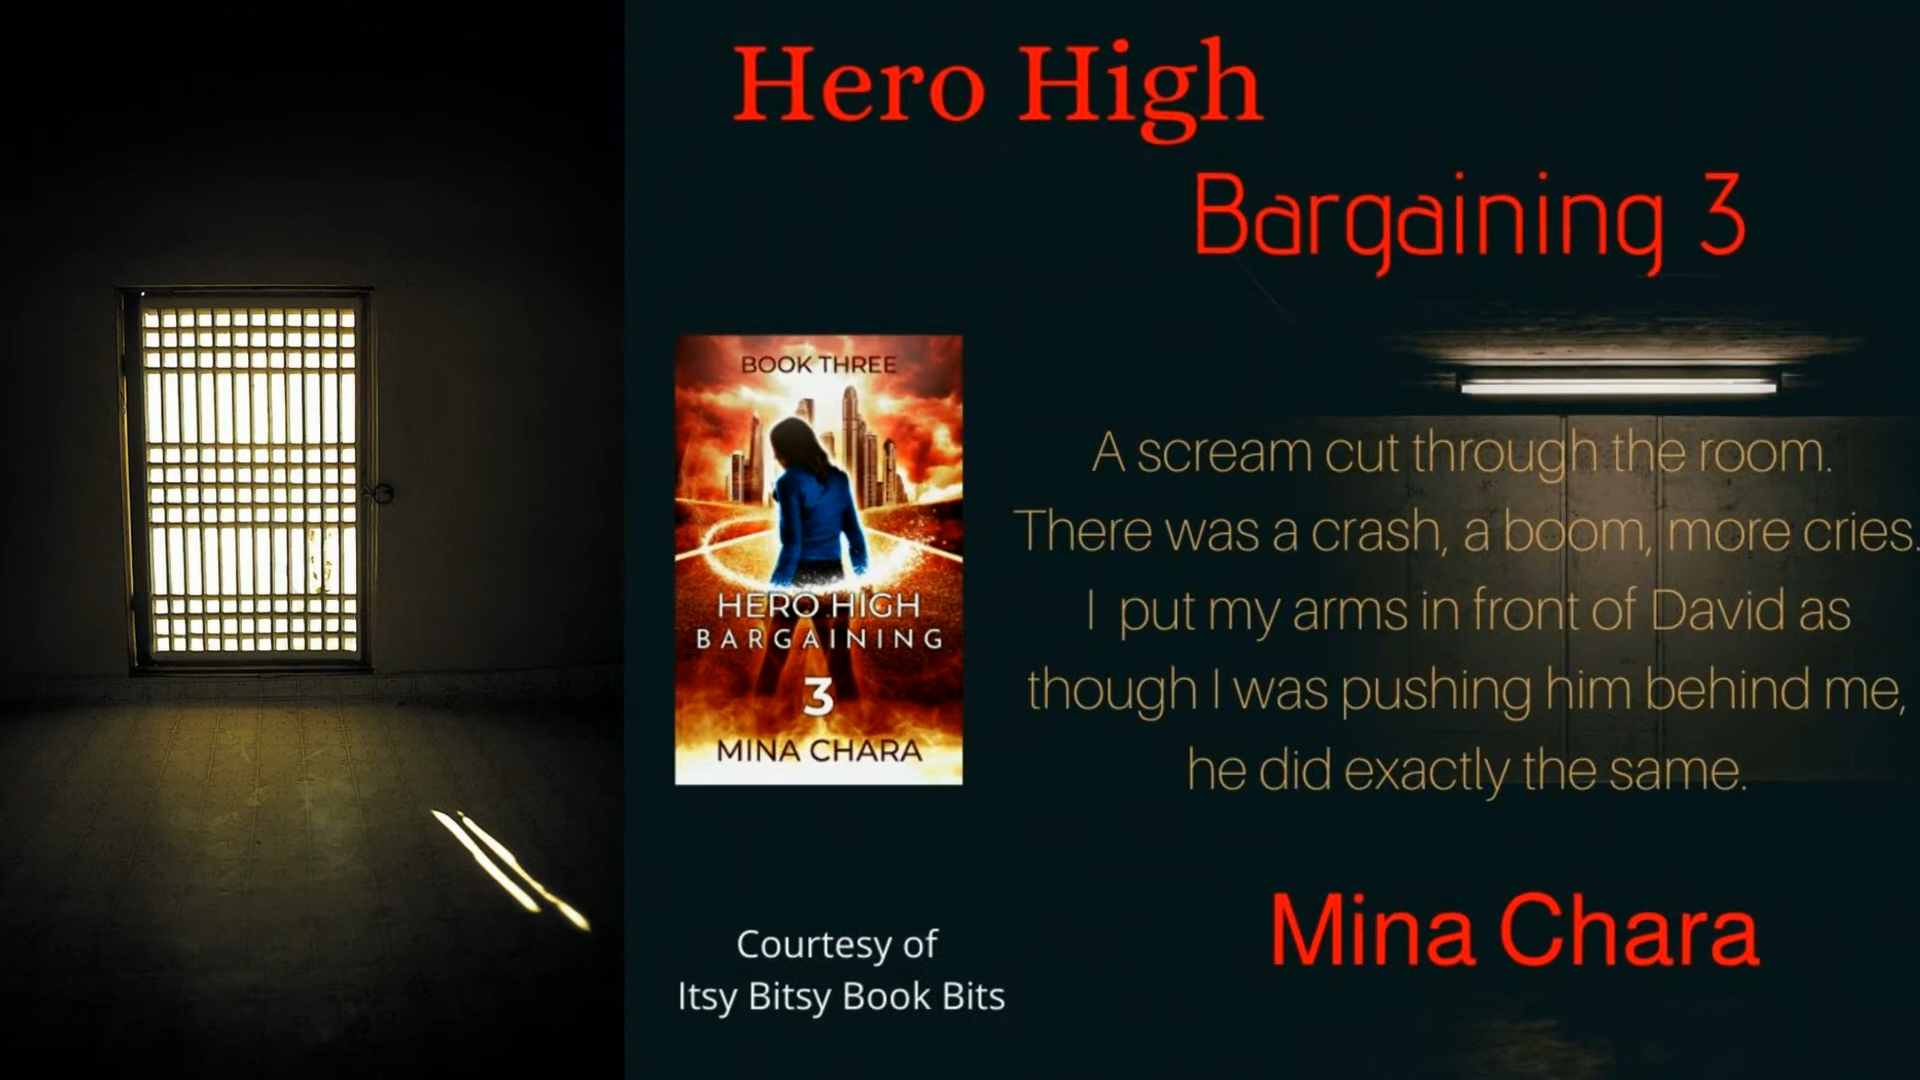 Hero High
Bargaining 3
BOOK THREE
HERO HIGH
BARGAINING
3
MINA CHARA
A scream cut through the room.
There was a crash, a boom, more cries.
I put my arms in front of David as
though I was pushing him behind me,
he did exactly the same.
Mina Chara
Courtesy of
Itsy Bitsy Book Bits